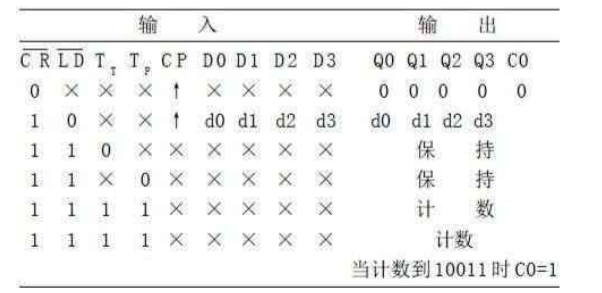 输 入 输 出
CR LD T_T T_P CP D0 D1 D2 D3 Q0 Q1 Q2 Q3 C0
0 × × × ↑ × × × × 0 0 0 0 0
1 0 × × ↑ d0 d1 d2 d3 d0 d1 d2 d3
1 1 0 × × × × × × 保 持
1 1 × 0 × × × × × 保 持
1 1 1 1 × × × × × 计 数
1 1 1 1 × × × × × 计数
当计数到10011时C0=1